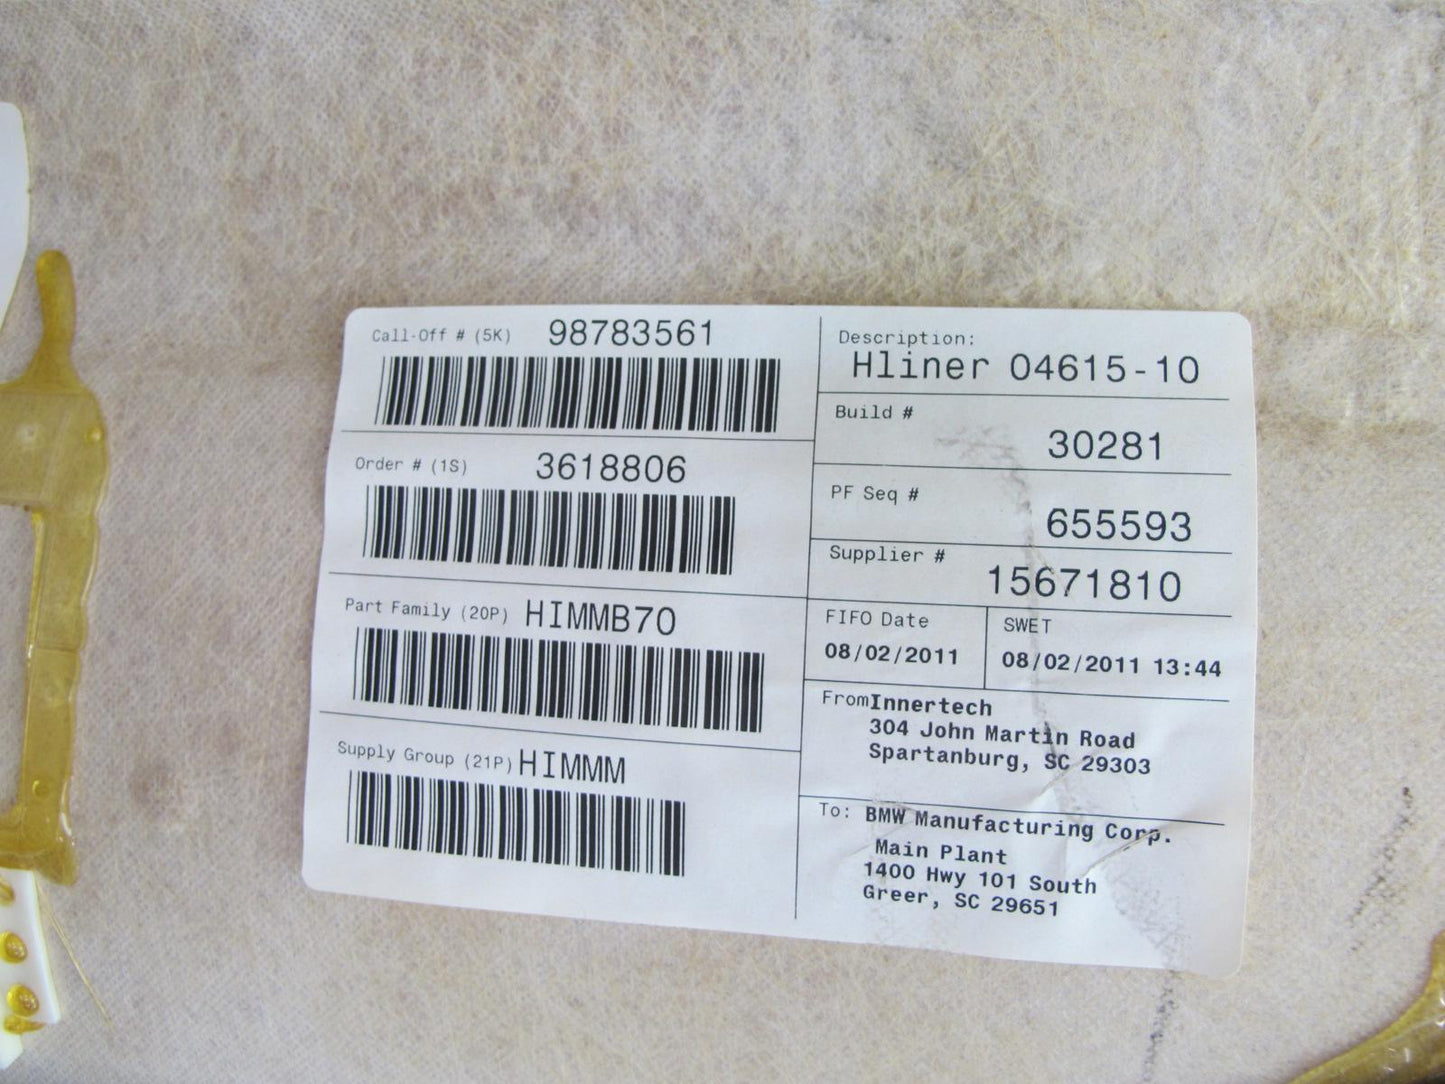 Call-Off # (5K) 98783561
Order # (1S) 3618806
Part Family (20P) HIMMB70
Supply Group (21P) HIMMM
Description:
Hliner 04615-10
Build #
30281
PF Seq #
655593
Supplier #
15671810
FIFO Date
08/02/2011
SWET
08/02/2011 13:44
From Innertech
304 John Martin Road
Spartanburg, SC 29303
To: BMW Manufacturing Corp.
Main Plant
1400 Hwy 101 South
Greer, SC 29651